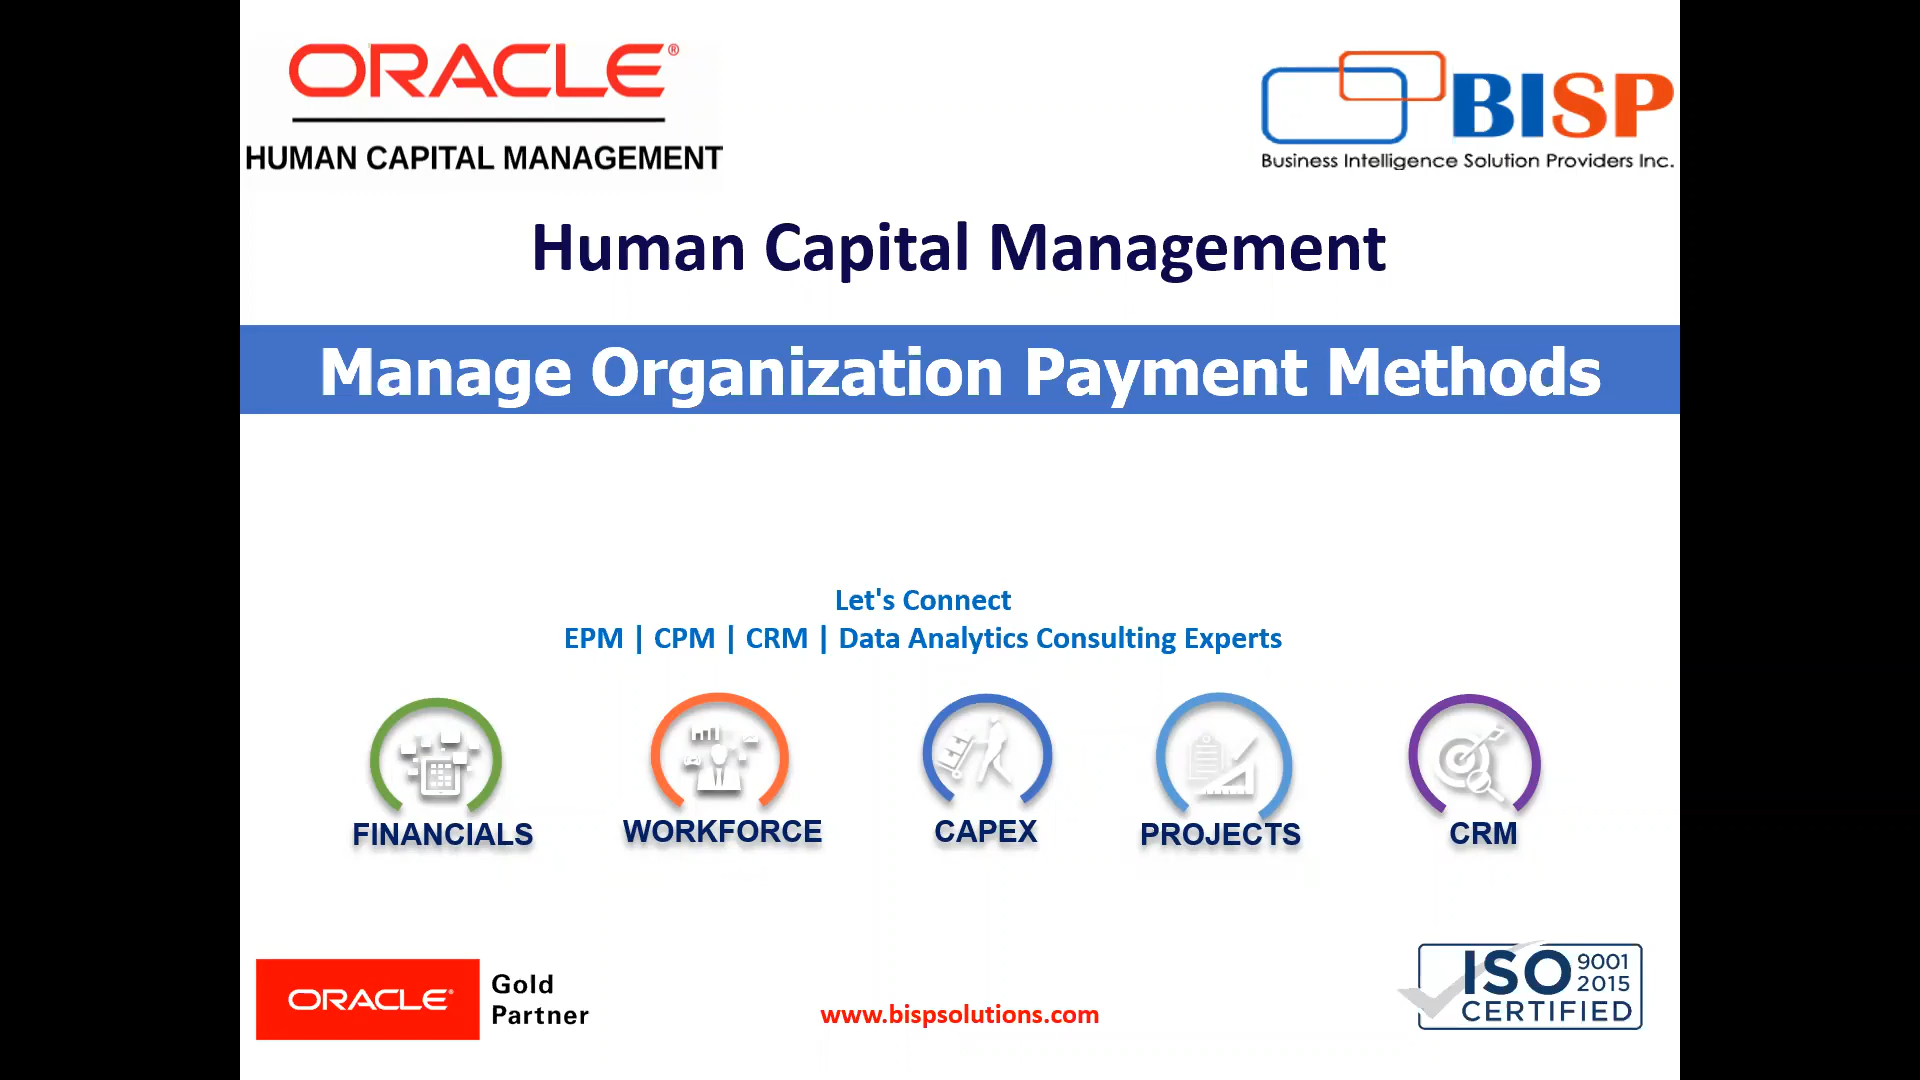 ORACLE®
HUMAN CAPITAL MANAGEMENT
BISP
Business Intelligence Solution Providers Inc.
Human Capital Management
Manage Organization Payment Methods
Let's Connect
EPM | CPM | CRM | Data Analytics Consulting Experts
FINANCIALS
WORKFORCE
CAPEX
PROJECTS
CRM
ORACLE®
Gold
Partner
www.bispsolutions.com
ISO 9001
2015
CERTIFIED